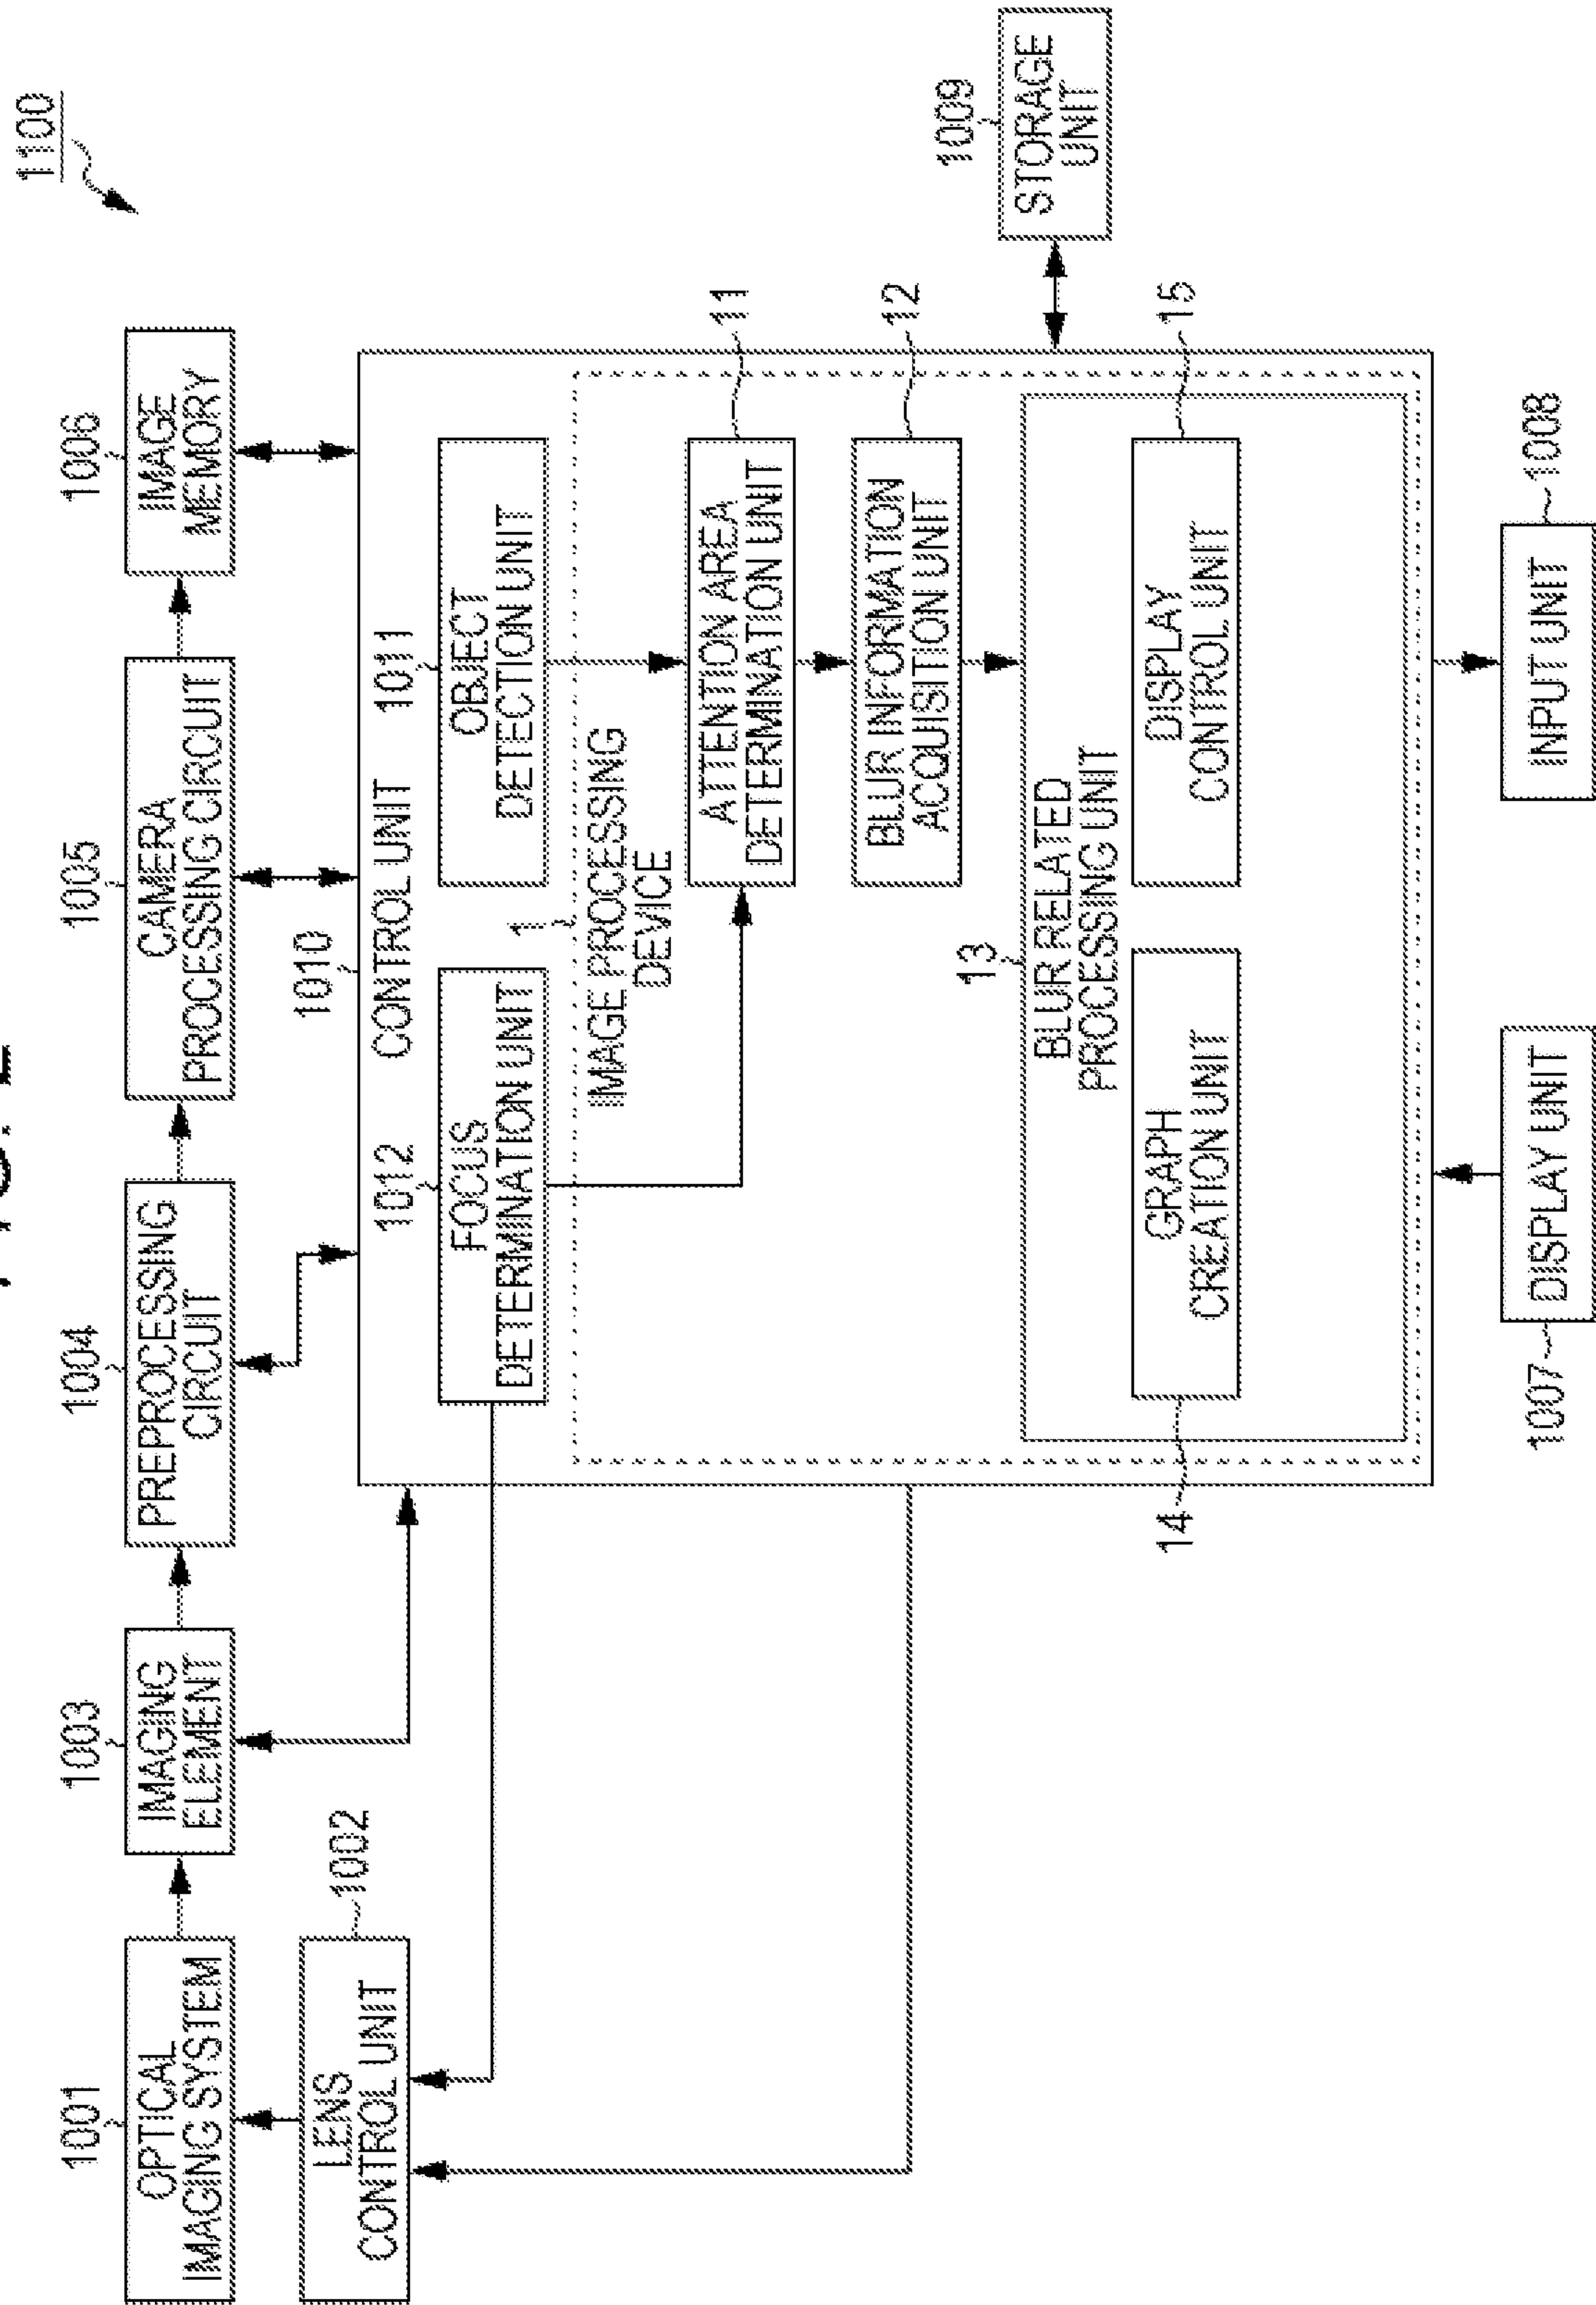 1100
1001
OPTICAL
IMAGING SYSTEM
1003
IMAGING
ELEMENT
1004
PREPROCESSING
CIRCUIT
1005
CAMERA
PROCESSING CIRCUIT
1006
IMAGE
MEMORY
1002
LENS
CONTROL UNIT
1010
CONTROL UNIT
1012
FOCUS
DETERMINATION UNIT
1011
OBJECT
DETECTION UNIT
1
IMAGE PROCESSING
DEVICE
ATTENTION AREA
DETERMINATION UNIT
11
BLUR INFORMATION
ACQUISITION UNIT
12
13
BLUR RELATED
PROCESSING UNIT
14
GRAPH
CREATION UNIT
DISPLAY
CONTROL UNIT
15
1009
STORAGE
UNIT
1007
DISPLAY UNIT
INPUT UNIT
1008